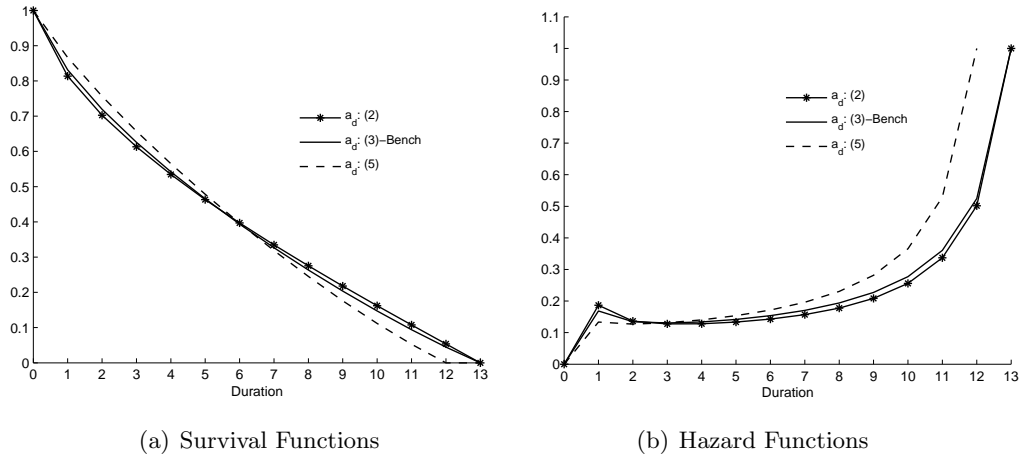 1
0.9
0.8
0.7
0.6
0.5
0.4
0.3
0.2
0.1
0
0 1 2 3 4 5 6 7 8 9 10 11 12 13
Duration
a_d: (2)
a_d: (3)−Bench
a_d: (5)
(a) Survival Functions
1.1
1
0.9
0.8
0.7
0.6
0.5
0.4
0.3
0.2
0.1
0
0 1 2 3 4 5 6 7 8 9 10 11 12 13
Duration
a_d: (2)
a_d: (3)−Bench
a_d: (5)
(b) Hazard Functions